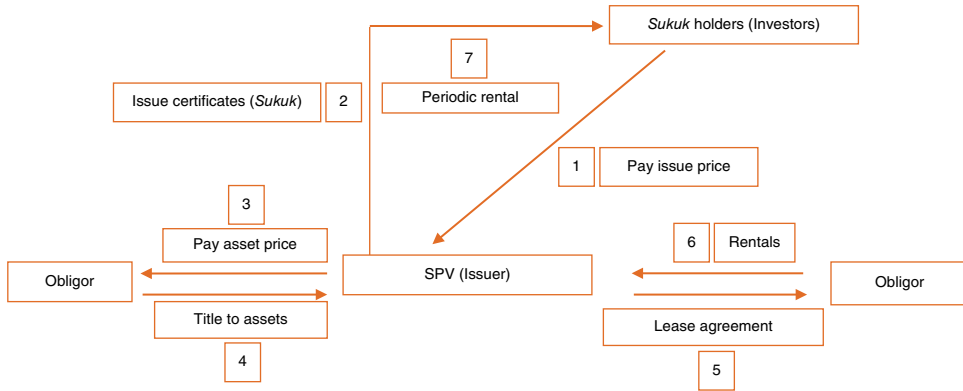 Sukuk holders (Investors)
7
Issue certificates (Sukuk)
2
Periodic rental
1
Pay issue price
3
Pay asset price
6
Rentals
Obligor
SPV (Issuer)
Obligor
Title to assets
Lease agreement
4
5